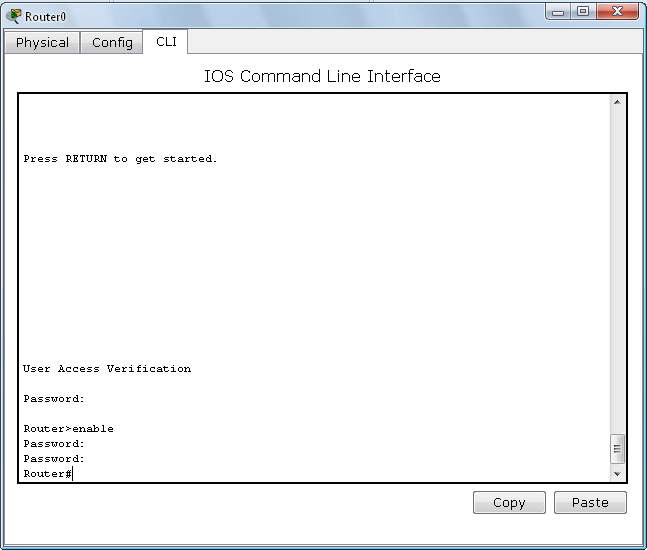 Router0
Physical Config CLI
IOS Command Line Interface
Press RETURN to get started.
User Access Verification
Password:
Router>enable
Password:
Password:
Router#
Copy Paste